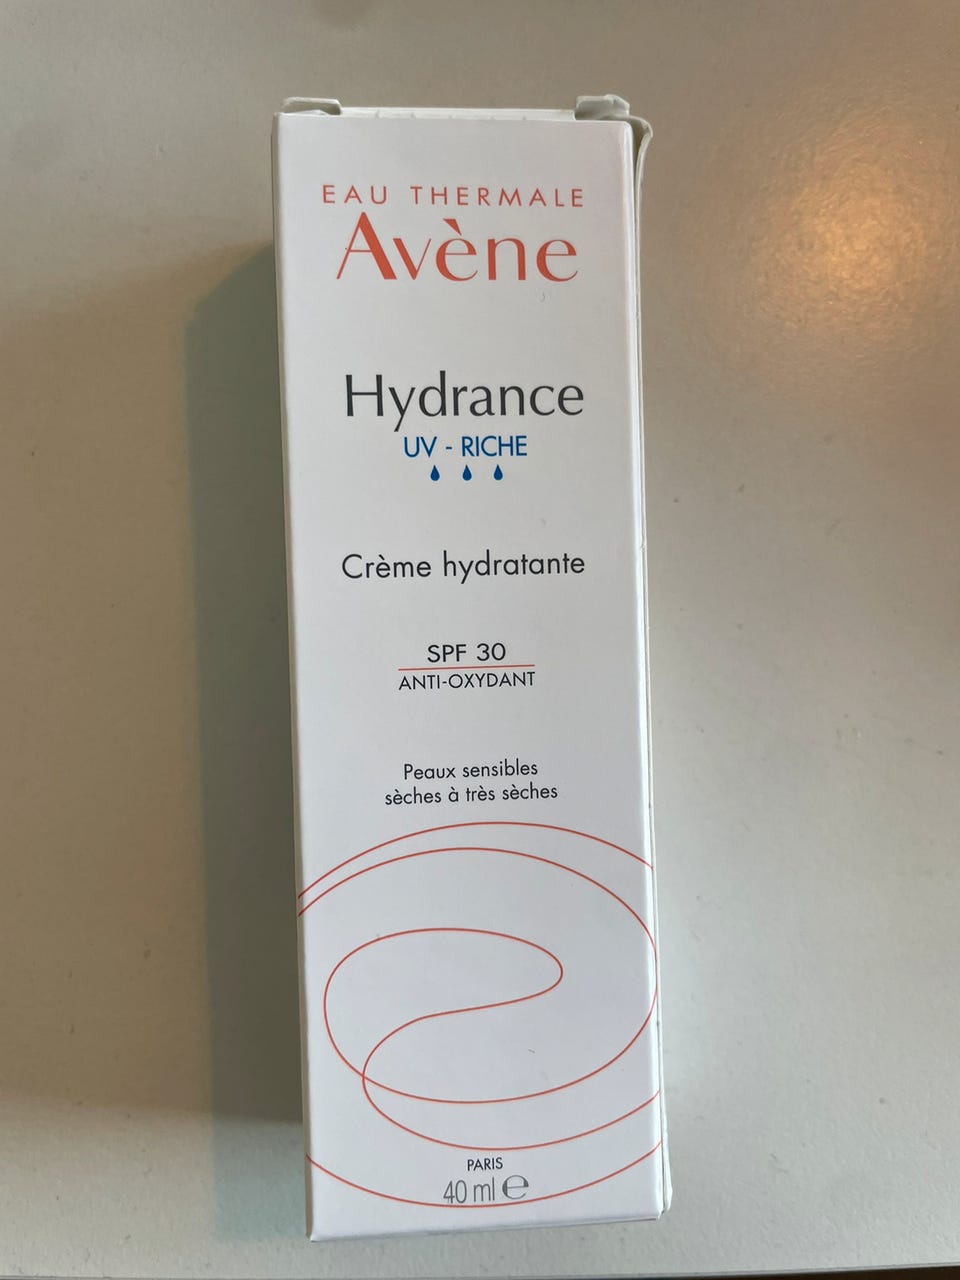 EAU THERMALE
Avène
Hydrance
UV - RICHE
Crème hydratante
SPF 30
ANTI-OXYDANT
Peaux sensibles
sèches à très sèches
PARIS
40 ml ℮